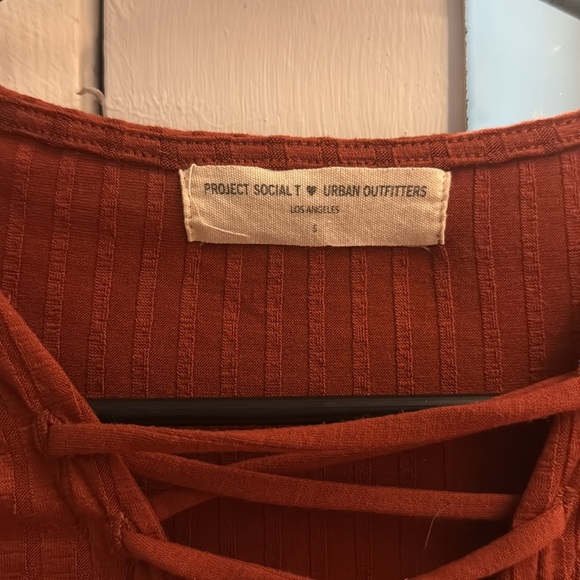 PROJECT SOCIAL T ♥ URBAN OUTFITTERS
LOS ANGELES
S